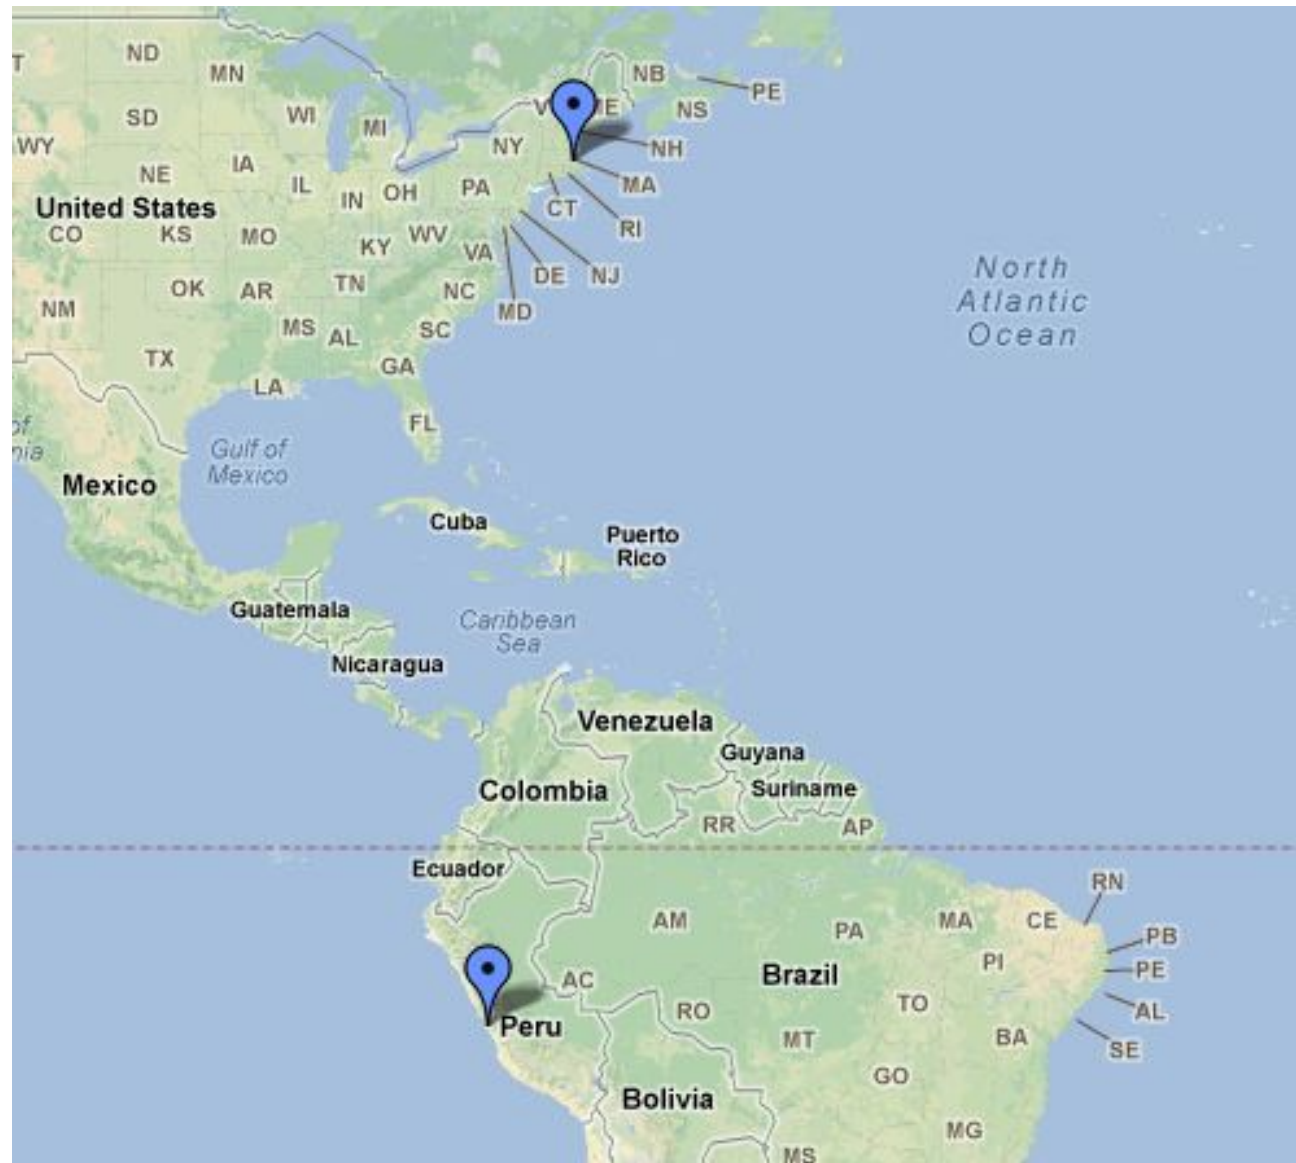 ND
MN
NB
PE
T
WI
MI
V
ME
NS
SD
WY
NY
NH
IA
NE
IL
IN
OH
PA
MA
CT
United States
CO
KS
MO
KY
WV
VA
RI
DE
NJ
OK
AR
TN
NC
MD
NM
MS
AL
SC
TX
GA
LA
FL
North
Atlantic
Ocean
of
nia
Gulf of
Mexico
Mexico
Cuba
Puerto
Rico
Guatemala
Caribbean
Sea
Nicaragua
Venezuela
Guyana
Colombia
Suriname
RR
AP
Ecuador
RN
AM
PA
MA
CE
PB
PI
PE
Brazil
AC
TO
AL
RO
Peru
MT
BA
SE
GO
Bolivia
MG
MS